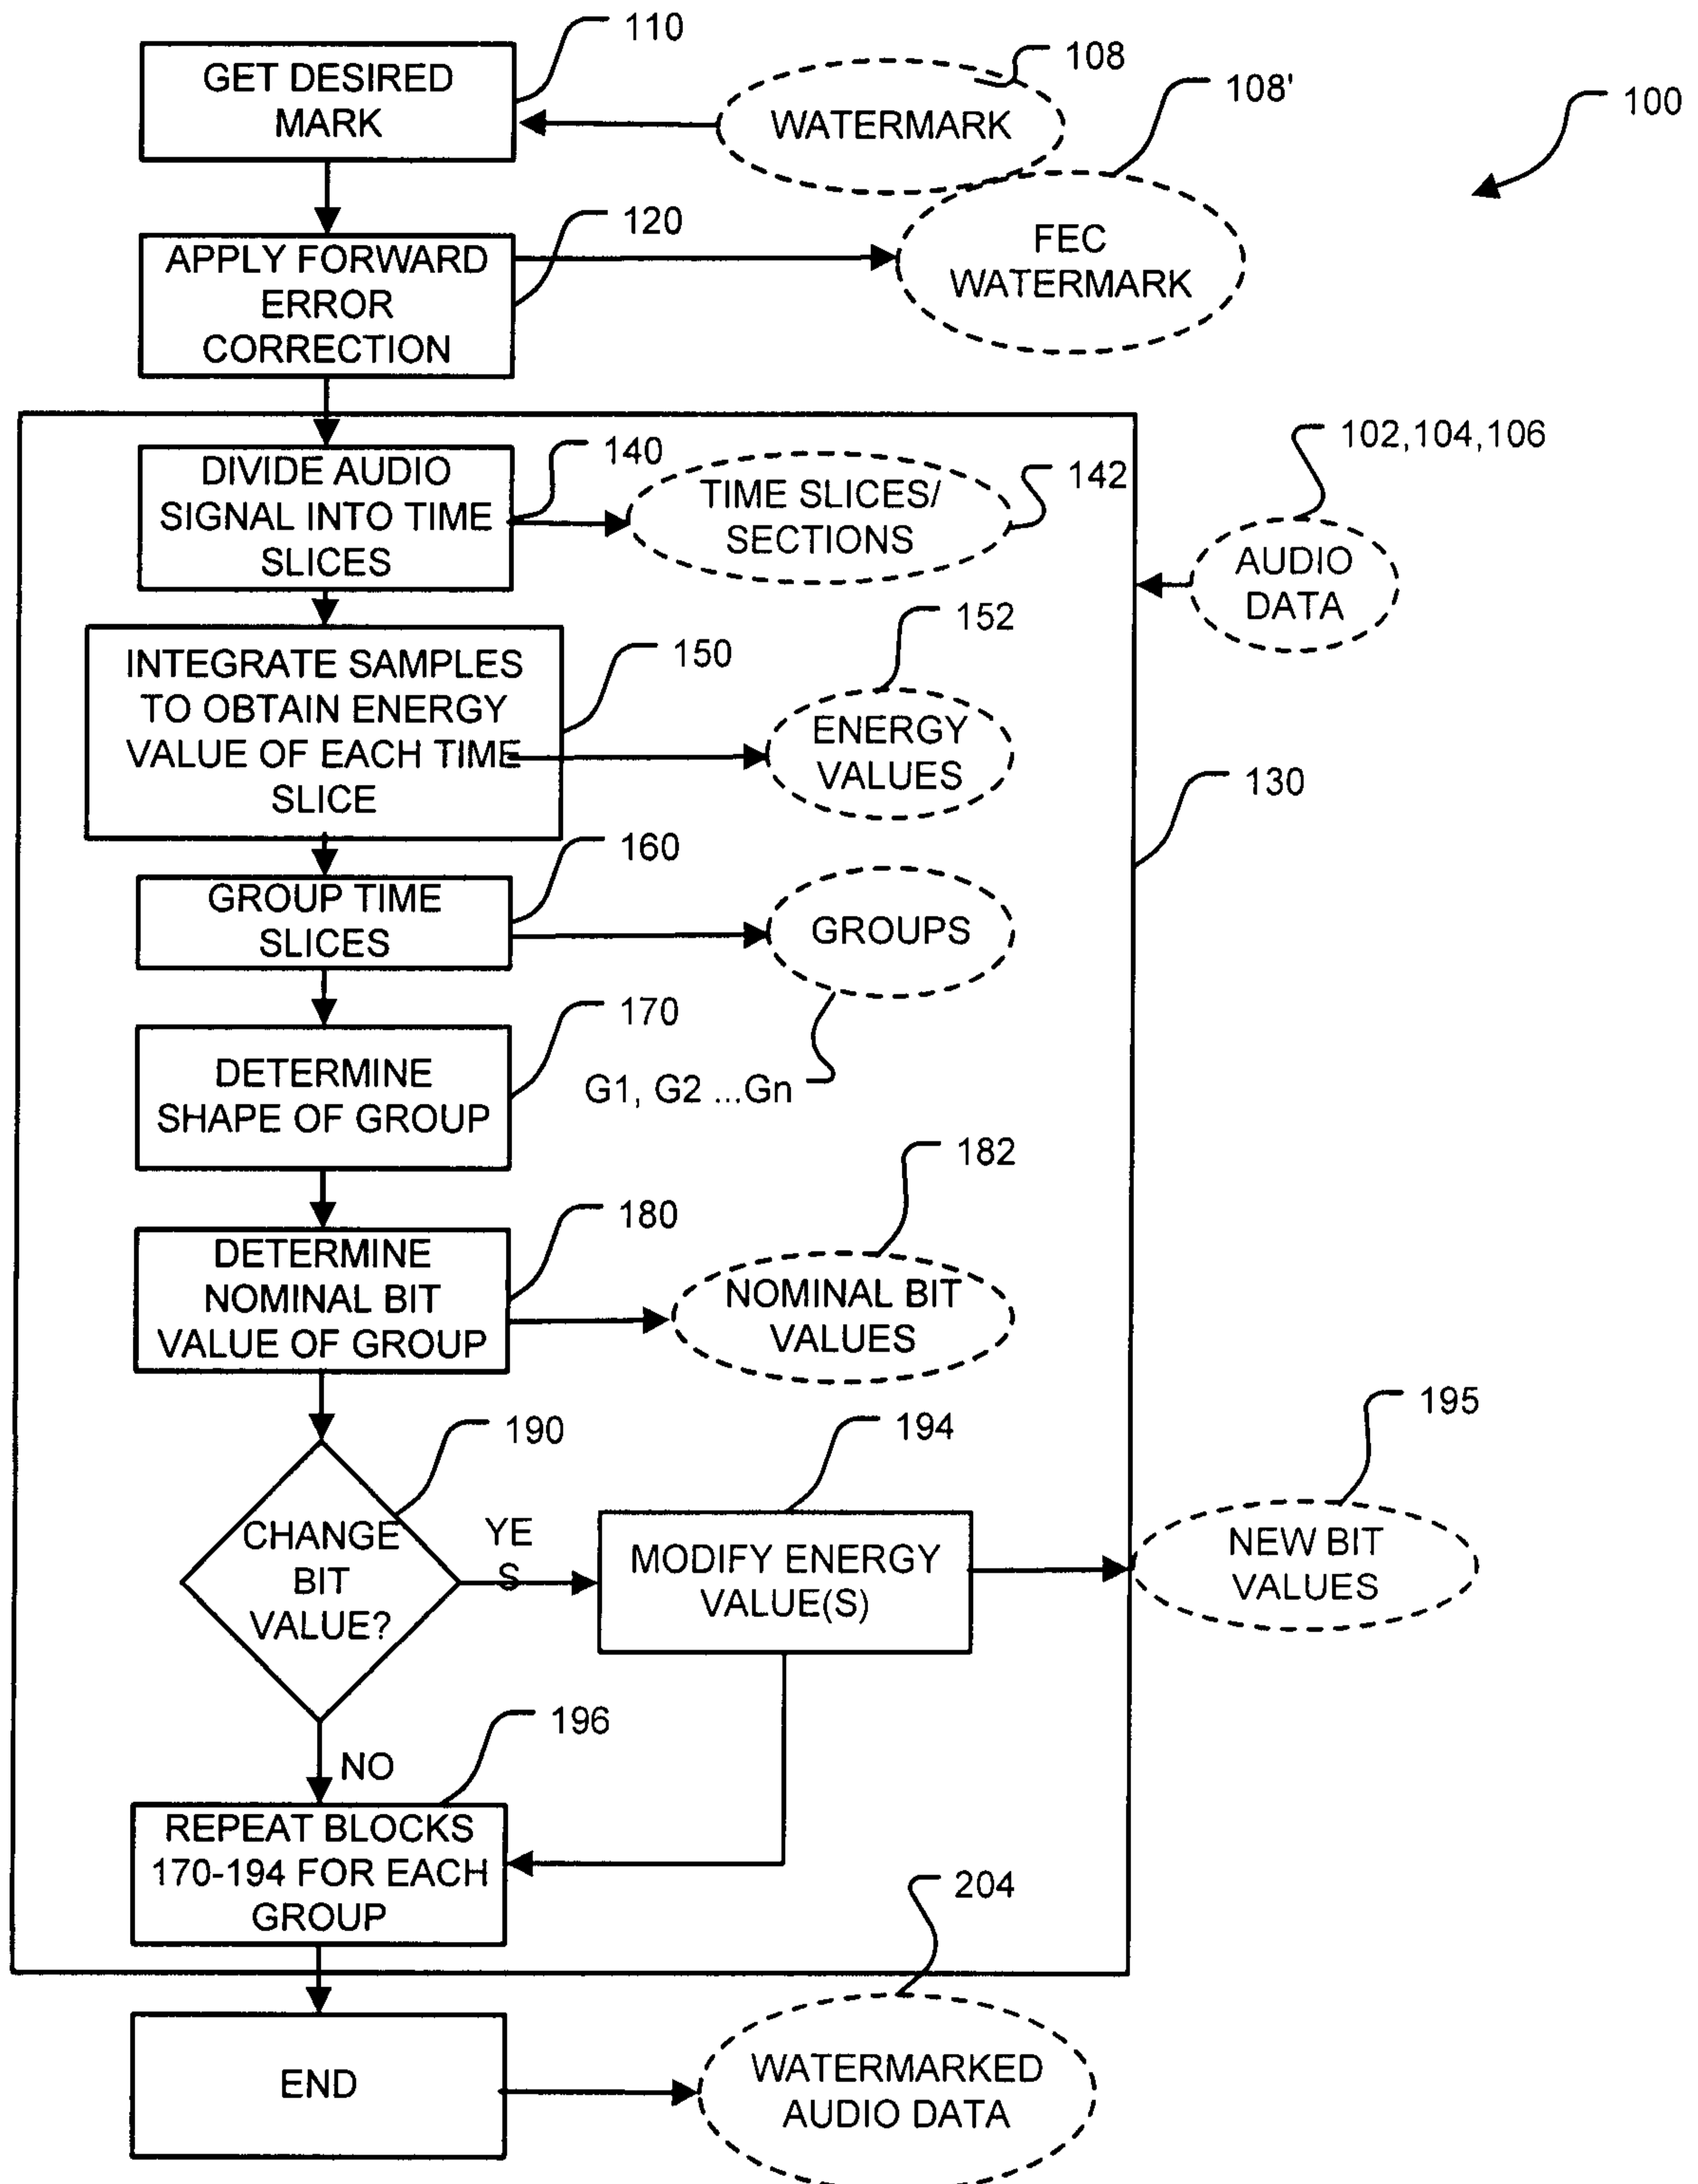 110
GET DESIRED
MARK
108
WATERMARK
108'
100
120
APPLY FORWARD
ERROR
CORRECTION
FEC
WATERMARK
102,104,106
AUDIO
DATA
140
DIVIDE AUDIO
SIGNAL INTO TIME
SLICES
142
TIME SLICES/
SECTIONS
150
INTEGRATE SAMPLES
TO OBTAIN ENERGY
VALUE OF EACH TIME
SLICE
152
ENERGY
VALUES
130
160
GROUP TIME
SLICES
GROUPS
G1, G2 ...Gn
170
DETERMINE
SHAPE OF GROUP
180
DETERMINE
NOMINAL BIT
VALUE OF GROUP
182
NOMINAL BIT
VALUES
190
CHANGE
BIT
VALUE?
YE
S
194
MODIFY ENERGY
VALUE(S)
195
NEW BIT
VALUES
NO
196
REPEAT BLOCKS
170-194 FOR EACH
GROUP
204
END
WATERMARKED
AUDIO DATA